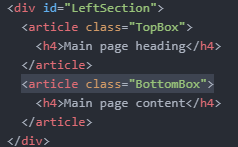 <div id="LeftSection">
<article class="TopBox">
<h4>Main page heading</h4>
</article>
<article class="BottomBox">
<h4>Main page content</h4>
</article>
</div>